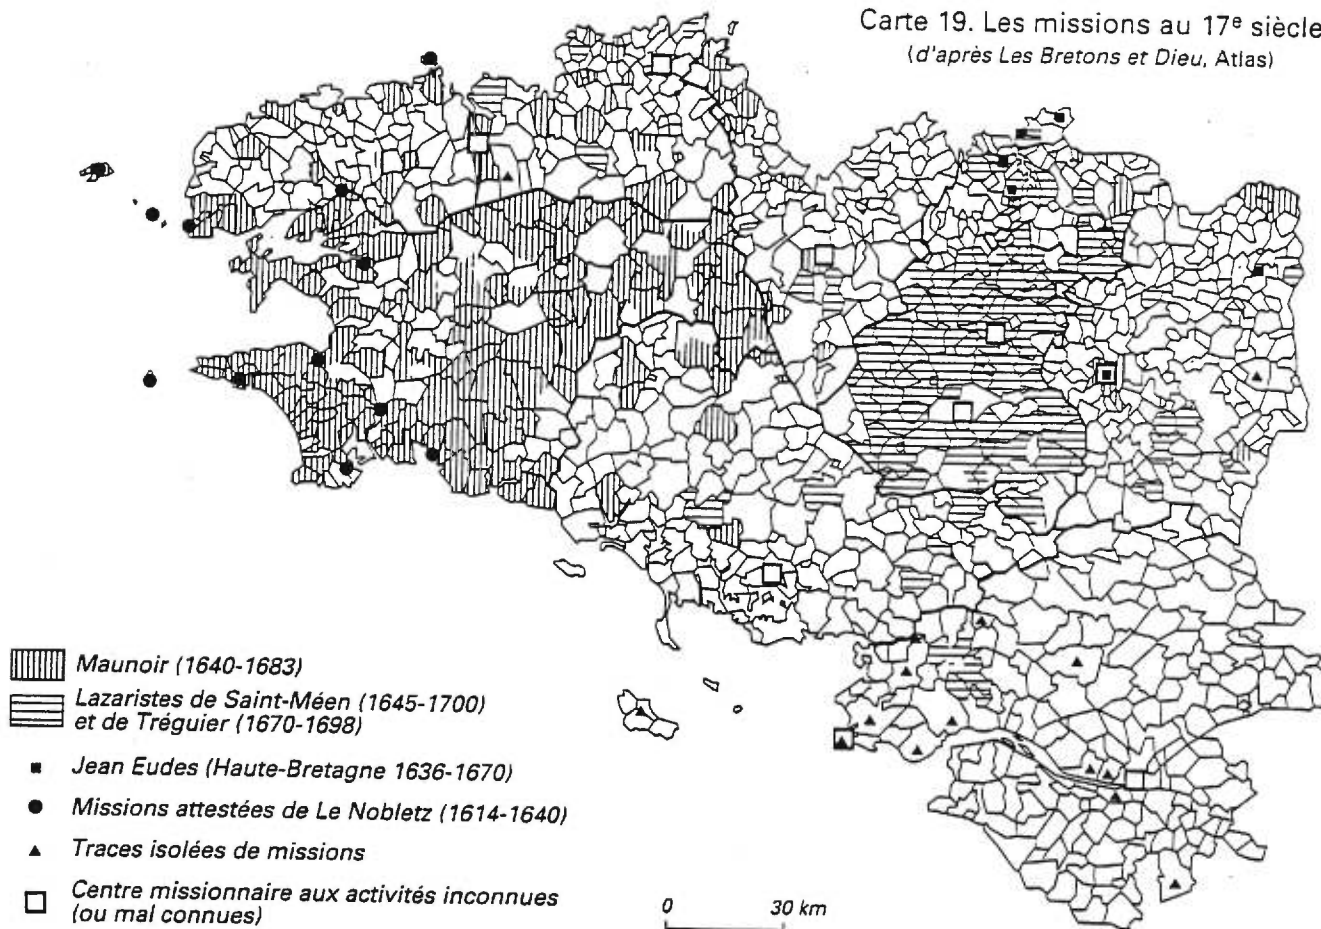 Carte 19. Les missions au 17e siècle
(d'après Les Bretons et Dieu, Atlas)
Maunoir (1640-1683)
Lazaristes de Saint-Méen (1645-1700)
et de Tréguier (1670-1698)
Jean Eudes (Haute-Bretagne 1636-1670)
Missions attestées de Le Nobletz (1614-1640)
Traces isolées de missions
Centre missionnaire aux activités inconnues
(ou mal connues)
0 30 km